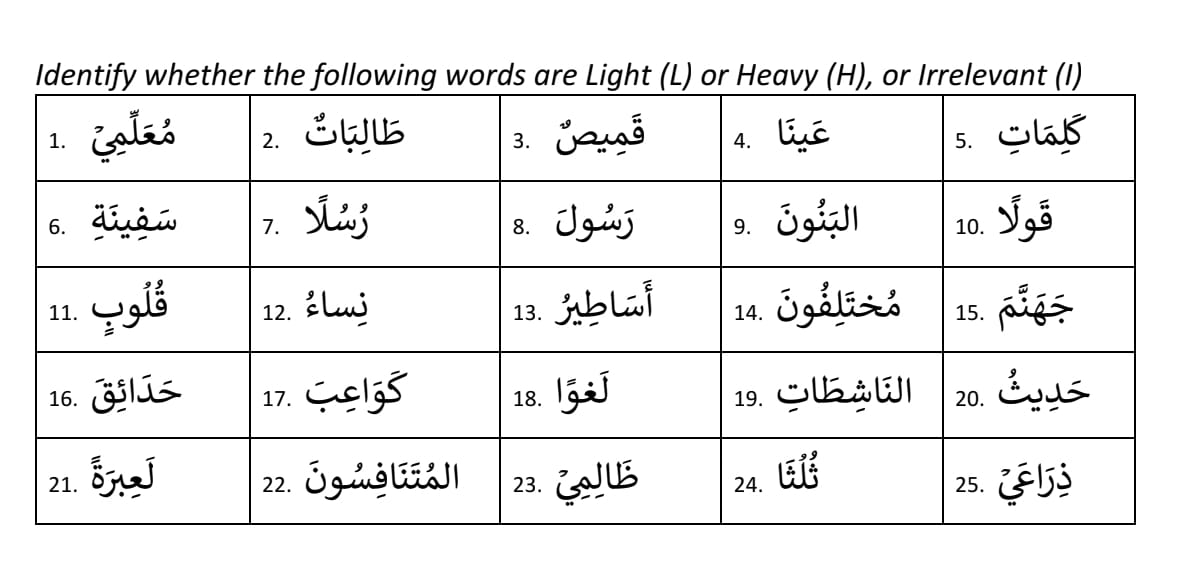 Identify whether the following words are Light (L) or Heavy (H), or Irrelevant (I)
1. مُعَلِّمِيْ 2. طَالِبَاتٌ 3. قَمِيصٌ 4. عَينَا 5. كَلِمَاتِ
6. سَفِينَةِ 7. رُسُلًا 8. رَسُولَ 9. البَنُونَ 10. قَولًا
11. قُلُوبٍ 12. نِساءُ 13. أَسَاطِيرُ 14. مُختَلِفُونَ 15. جَهَنَّمَ
16. حَدَائِقَ 17. كَوَاعِبَ 18. لَغوًا 19. النَاشِطَاتِ 20. حَدِيثُ
21. لَعِبرَةً 22. المُتَنَافِسُونَ 23. ظَالِمِيْ 24. ثُلُثَا 25. ذِرَاعَيْ